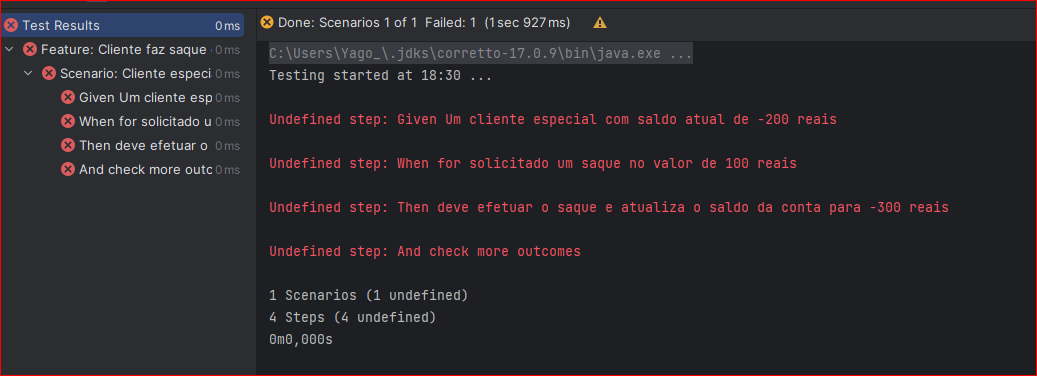 Test Results 0 ms
Feature: Cliente faz saque 0 ms
Scenario: Cliente especi 0 ms
Given Um cliente esp 0 ms
When for solicitado u 0 ms
Then deve efetuar o 0 ms
And check more outc 0 ms
Done: Scenarios 1 of 1 Failed: 1 (1 sec 927 ms)
C:\Users\Yago_\.jdks\corretto-17.0.9\bin\java.exe ...
Testing started at 18:30 ...
Undefined step: Given Um cliente especial com saldo atual de -200 reais
Undefined step: When for solicitado um saque no valor de 100 reais
Undefined step: Then deve efetuar o saque e atualiza o saldo da conta para -300 reais
Undefined step: And check more outcomes
1 Scenarios (1 undefined)
4 Steps (4 undefined)
0m0,000s